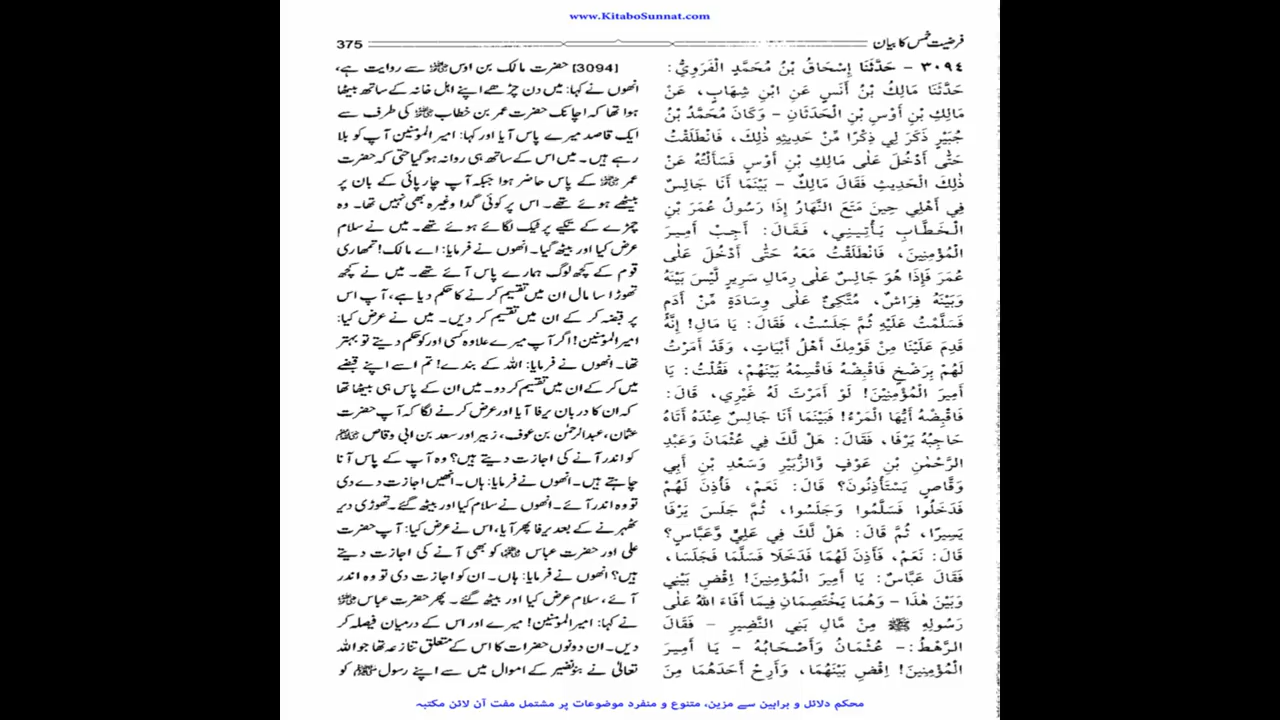 www.KitaboSunnat.com
فرضیت خمس کا بیان 375
٣٠٩٤ - حَدَّثَنَا إِسْحَاقُ بْنُ مُحَمَّدٍ الْفَرَوِيُّ:
حَدَّثَنَا مَالِكُ بْنُ أَنَسٍ عَنِ ابْنِ شِهَابٍ، عَنْ
مَالِكِ بْنِ أَوْسِ بْنِ الْحَدَثَانِ - وَكَانَ مُحَمَّدُ بْنُ
جُبَيْرٍ ذَكَرَ لِي ذِكْرًا مِّنْ حَدِيثِهِ ذٰلِكَ، فَانْطَلَقْتُ
حَتّٰى أَدْخُلَ عَلٰى مَالِكِ بْنِ أَوْسٍ فَسَأَلْتُهُ عَنْ
ذٰلِكَ الْحَدِيثِ فَقَالَ مَالِكٌ - بَيْنَمَا أَنَا جَالِسٌ
فِي أَهْلِي حِينَ مَتَعَ النَّهَارُ إِذَا رَسُولُ عُمَرَ بْنِ
الْخَطَّابِ يَأْتِينِي، فَقَالَ: أَجِبْ أَمِيرَ
الْمُؤْمِنِينَ، فَانْطَلَقْتُ مَعَهُ حَتّٰى أَدْخُلَ عَلٰى
عُمَرَ فَإِذَا هُوَ جَالِسٌ عَلٰى رِمَالِ سَرِيرٍ لَيْسَ بَيْنَهُ
وَبَيْنَهُ فِرَاشٌ، مُتَّكِئٌ عَلٰى وِسَادَةٍ مِّنْ أَدَمٍ
فَسَلَّمْتُ عَلَيْهِ ثُمَّ جَلَسْتُ، فَقَالَ: يَا مَالِ! إِنَّهُ
قَدِمَ عَلَيْنَا مِنْ قَوْمِكَ أَهْلُ أَبْيَاتٍ، وَقَدْ أَمَرْتُ
لَهُمْ بِرَضْخٍ فَاقْبِضْهُ فَاقْسِمْهُ بَيْنَهُمْ، فَقُلْتُ: يَا
أَمِيرَ الْمُؤْمِنِيْنَ! لَوْ أَمَرْتَ لَهُ غَيْرِي، قَالَ:
فَاقْبِضْهُ أَيُّهَا الْمَرْءُ! فَبَيْنَمَا أَنَا جَالِسٌ عِنْدَهُ أَتَاهُ
حَاجِبُهُ يَرْفَا، فَقَالَ: هَلْ لَّكَ فِي عُثْمَانَ وَعَبْدِ
الرَّحْمٰنِ بْنِ عَوْفٍ وَّالزُّبَيْرِ وَسَعْدِ بْنِ أَبِي
وَقَّاصٍ يَسْتَأْذِنُونَ؟ قَالَ: نَعَمْ، فَأَذِنَ لَهُمْ
فَدَخَلُوا فَسَلَّمُوا وَجَلَسُوا، ثُمَّ جَلَسَ يَرْفَا
يَسِيرًا، ثُمَّ قَالَ: هَلْ لَّكَ فِي عَلِيٍّ وَّعَبَّاسٍ؟
قَالَ: نَعَمْ، فَأَذِنَ لَهُمَا فَدَخَلَا فَسَلَّمَا فَجَلَسَا،
فَقَالَ عَبَّاسٌ: يَا أَمِيرَ الْمُؤْمِنِينَ! اِقْضِ بَيْنِي
وَبَيْنَ هٰذَا - وَهُمَا يَخْتَصِمَانِ فِيمَا أَفَاءَ اللّٰهُ عَلٰى
رَسُولِهِ ﷺ مِنْ مَّالِ بَنِي النَّضِيرِ - فَقَالَ
الرَّهْطُ: - عُثْمَانُ وَأَصْحَابُهُ - يَا أَمِيرَ
الْمُؤْمِنِينَ! اِقْضِ بَيْنَهُمَا، وَأَرِحْ أَحَدَهُمَا مِنَ
[3094] حضرت مالک بن اوس ؓ سے روایت ہے،
انھوں نے کہا: میں دن چڑھے اپنے اہل خانہ کے ساتھ بیٹھا
ہوا تھا کہ اچانک حضرت عمر بن خطاب ؓ کی طرف سے
ایک قاصد میرے پاس آیا اور کہا: امیر المؤمنین آپ کو بلا
رہے ہیں۔ میں اس کے ساتھ ہی روانہ ہو گیا حتی کہ حضرت
عمر ؓ کے پاس حاضر ہوا جبکہ آپ چارپائی کے بان پر
بیٹھے ہوئے تھے۔ اس پر کوئی گدا وغیرہ بھی نہیں تھا۔ وہ
چمڑے کے تکیے پر ٹیک لگائے ہوئے تھے۔ میں نے سلام
عرض کیا اور بیٹھ گیا۔ انھوں نے فرمایا: اے مالک! تمھاری
قوم کے کچھ لوگ ہمارے پاس آئے تھے۔ میں نے کچھ
تھوڑا سا مال ان میں تقسیم کرنے کا حکم دیا ہے، آپ اس
پر قبضہ کر کے ان میں تقسیم کر دیں۔ میں نے عرض کیا:
امیر المؤمنین! اگر آپ میرے علاوہ کسی اور کو حکم دیتے تو بہتر
تھا۔ انھوں نے فرمایا: اللہ کے بندے! تم اسے اپنے قبضے
میں کر کے ان میں تقسیم کر دو۔ میں ان کے پاس ہی بیٹھا تھا
کہ ان کا دربان یرفا آیا اور عرض کرنے لگا کہ آپ حضرت
عثمان، عبدالرحمٰن بن عوف، زبیر اور سعد بن ابی وقاص ؓ
کو اندر آنے کی اجازت دیتے ہیں؟ وہ آپ کے پاس آنا
چاہتے ہیں۔ انھوں نے فرمایا: ہاں۔ انھیں اجازت دے دی
تو وہ اندر آئے۔ انھوں نے سلام کیا اور بیٹھ گئے۔ تھوڑی دیر
ٹھہرنے کے بعد یرفا پھر آیا، اس نے عرض کیا: آپ حضرت
علی اور حضرت عباس ؓ کو بھی آنے کی اجازت دیتے
ہیں؟ انھوں نے فرمایا: ہاں۔ ان کو اجازت دی تو وہ اندر
آئے، سلام عرض کیا اور بیٹھ گئے۔ پھر حضرت عباس ؓ
نے کہا: امیر المؤمنین! میرے اور اس کے درمیان فیصلہ کر
دیں۔ ان دونوں حضرات کا اس کے متعلق تنازعہ تھا جو اللہ
تعالیٰ نے بنو نضیر کے اموال میں سے اپنے رسول ﷺ کو
محکم دلائل و براہین سے مزین، متنوع و منفرد موضوعات پر مشتمل مفت آن لائن مکتبہ